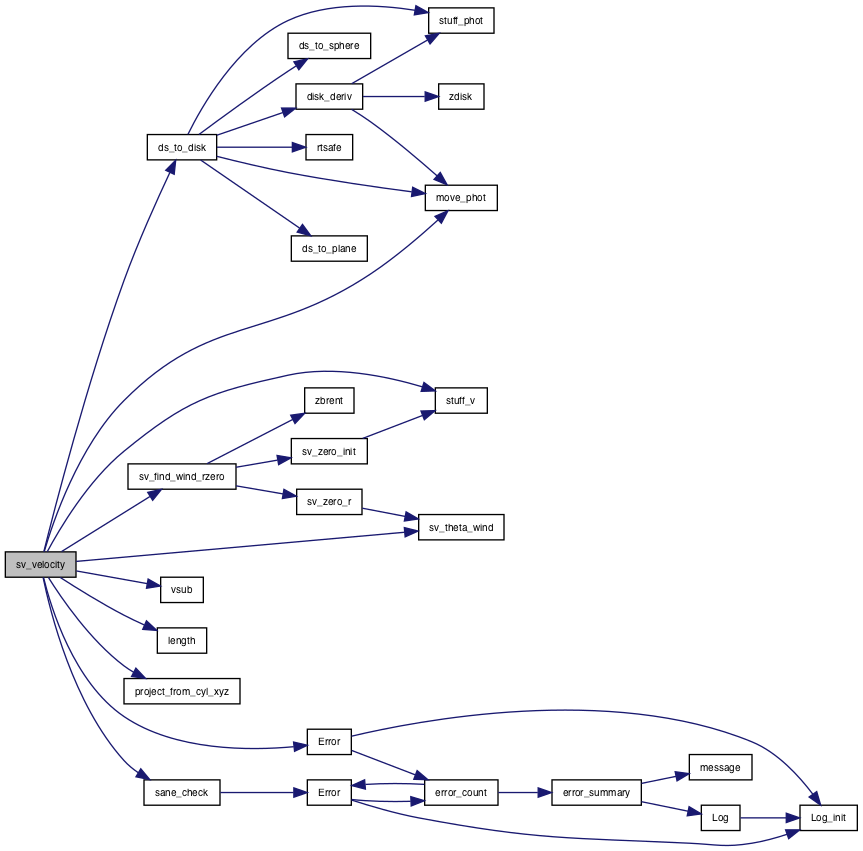 stuff_phot
ds_to_sphere
disk_deriv
zdisk
ds_to_disk
rtsafe
move_phot
ds_to_plane
zbrent
stuff_v
sv_zero_init
sv_find_wind_rzero
sv_zero_r
sv_theta_wind
sv_velocity
vsub
length
project_from_cyl_xyz
Error
message
sane_check
Error
error_count
error_summary
Log
Log_init